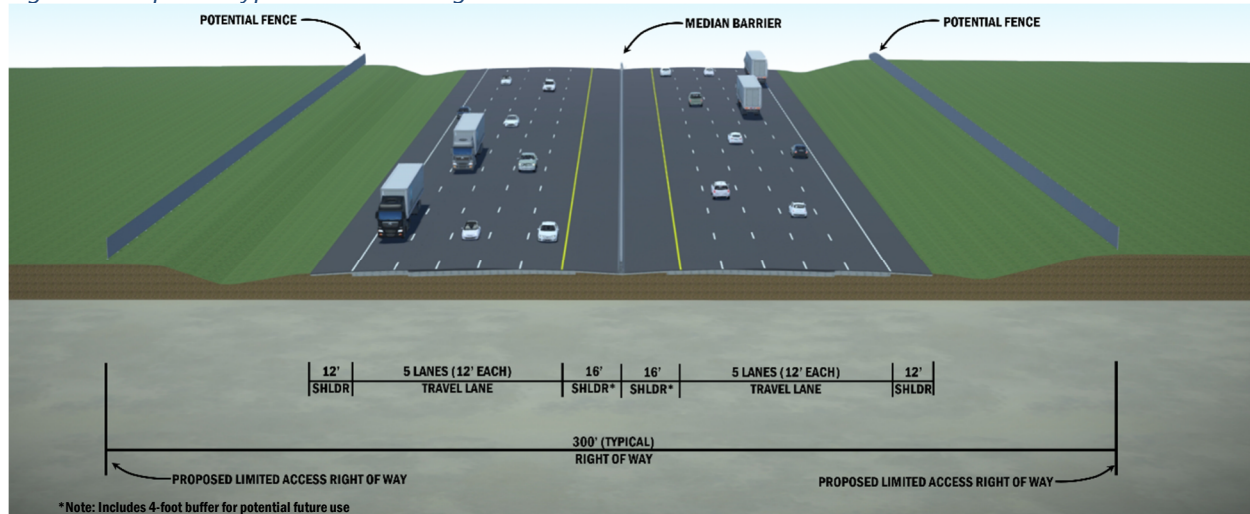 POTENTIAL FENCE
MEDIAN BARRIER
POTENTIAL FENCE
12'
5 LANES (12' EACH)
16'
16'
5 LANES (12' EACH)
12'
SHLDR
TRAVEL LANE
SHLDR*
SHLDR*
TRAVEL LANE
SHLDR
300' (TYPICAL)
RIGHT OF WAY
PROPOSED LIMITED ACCESS RIGHT OF WAY
PROPOSED LIMITED ACCESS RIGHT OF WAY
*Note: Includes 4-foot buffer for potential future use